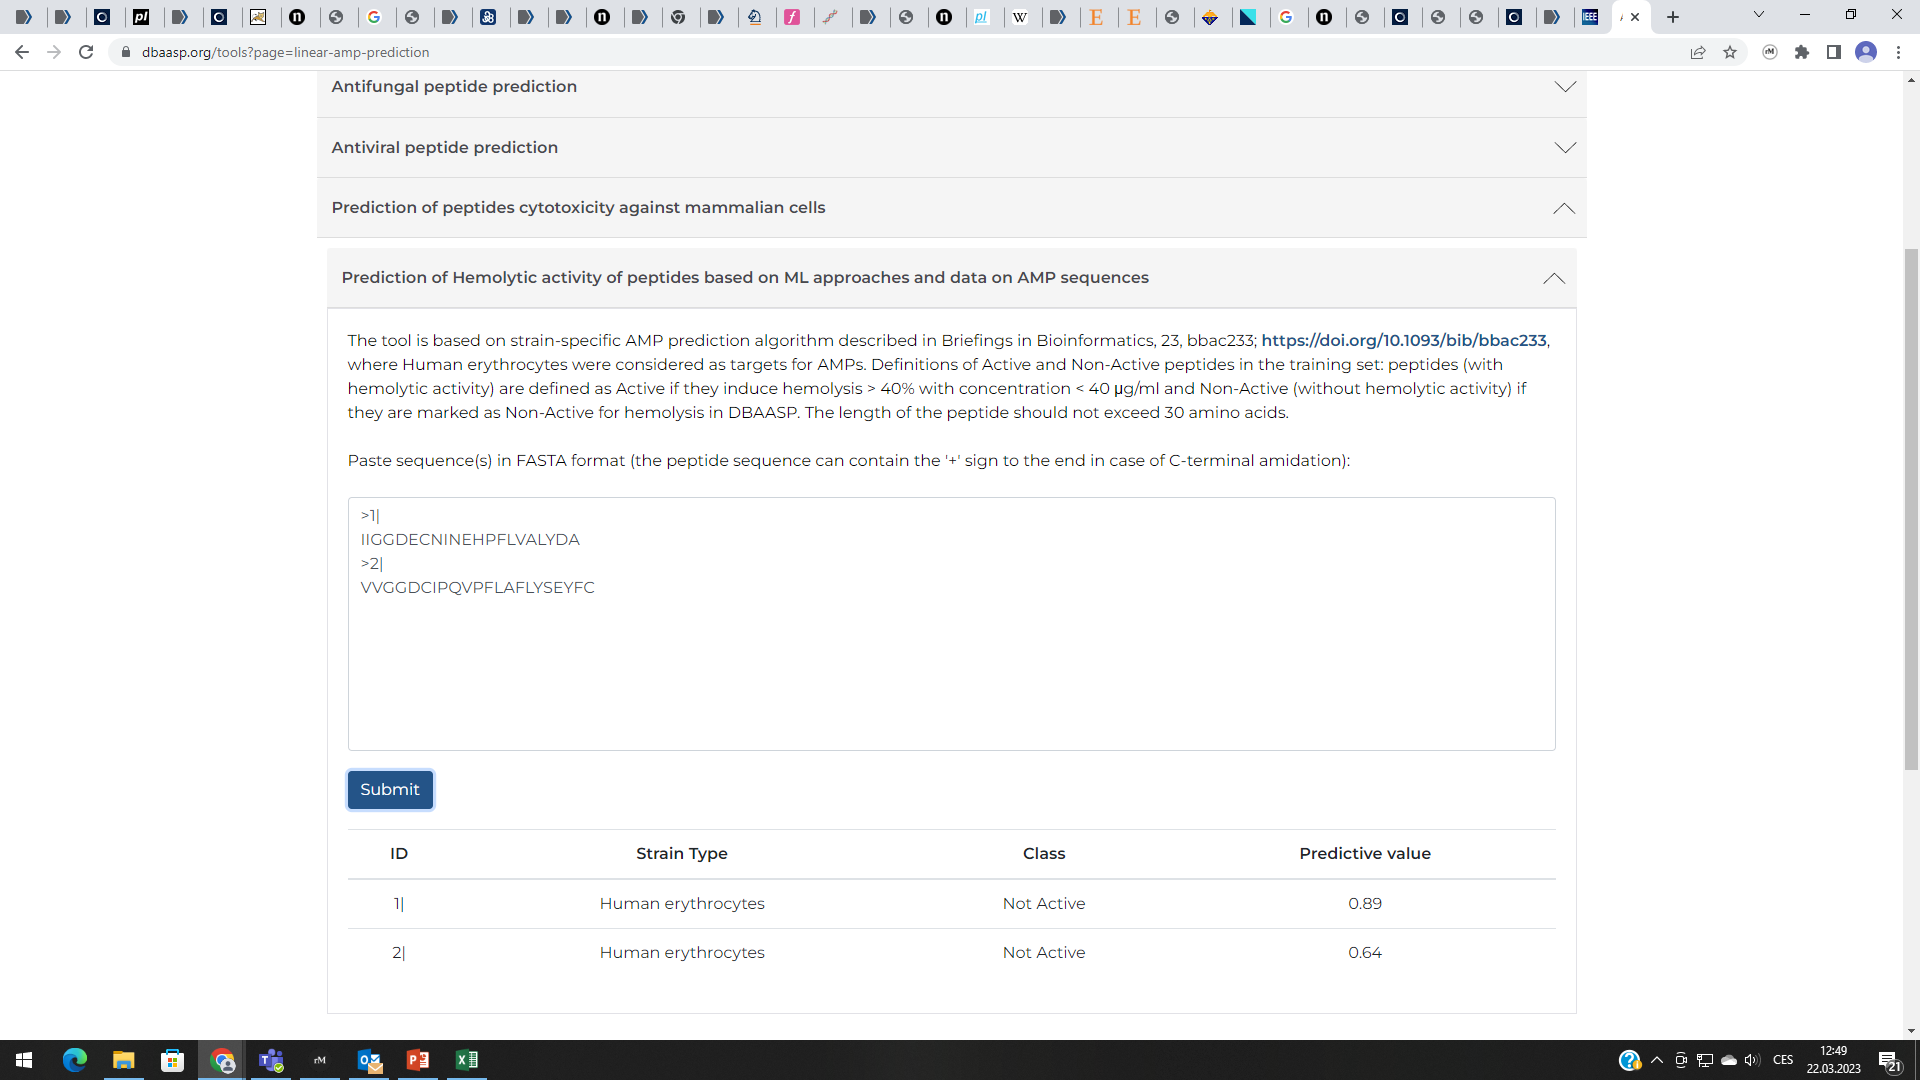 dbaasp.org/tools?page=linear-amp-prediction
Antifungal peptide prediction
Antiviral peptide prediction
Prediction of peptides cytotoxicity against mammalian cells
Prediction of Hemolytic activity of peptides based on ML approaches and data on AMP sequences
The tool is based on strain-specific AMP prediction algorithm described in Briefings in Bioinformatics, 23, bbac233; https://doi.org/10.1093/bib/bbac233,
where Human erythrocytes were considered as targets for AMPs. Definitions of Active and Non-Active peptides in the training set: peptides (with
hemolytic activity) are defined as Active if they induce hemolysis > 40% with concentration < 40 μg/ml and Non-Active (without hemolytic activity) if
they are marked as Non-Active for hemolysis in DBAASP. The length of the peptide should not exceed 30 amino acids.
Paste sequence(s) in FASTA format (the peptide sequence can contain the '+' sign to the end in case of C-terminal amidation):
>1|
IIGGDECNINEHPFLVALYDA
>2|
VVGGDCIPQVPFLAFLYSEYFC
Submit
ID Strain Type Class Predictive value
1| Human erythrocytes Not Active 0.89
2| Human erythrocytes Not Active 0.64
CES
12:49
22.03.2023
21